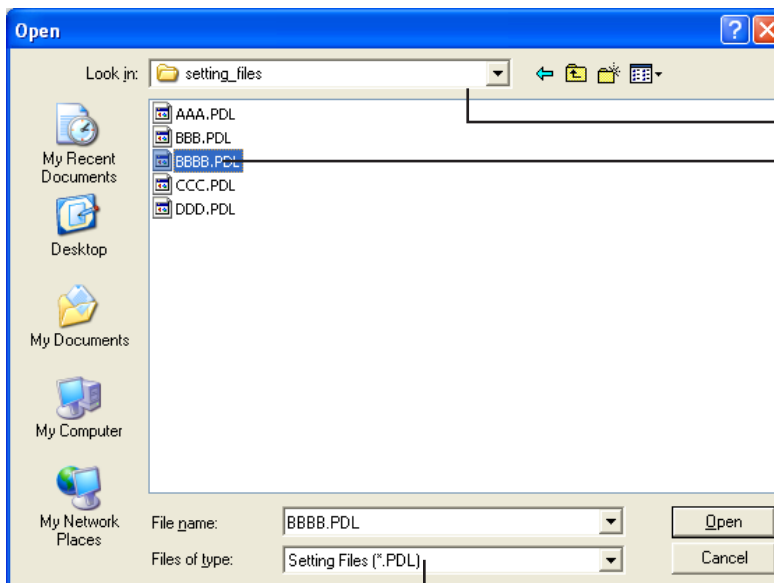 Open
Look in: setting_files
AAA.PDL
BBB.PDL
BBBB.PDL
CCC.PDL
DDD.PDL
My Recent
Documents
Desktop
My Documents
My Computer
My Network
Places
File name: BBBB.PDL Open
Files of type: Setting Files (*.PDL) Cancel